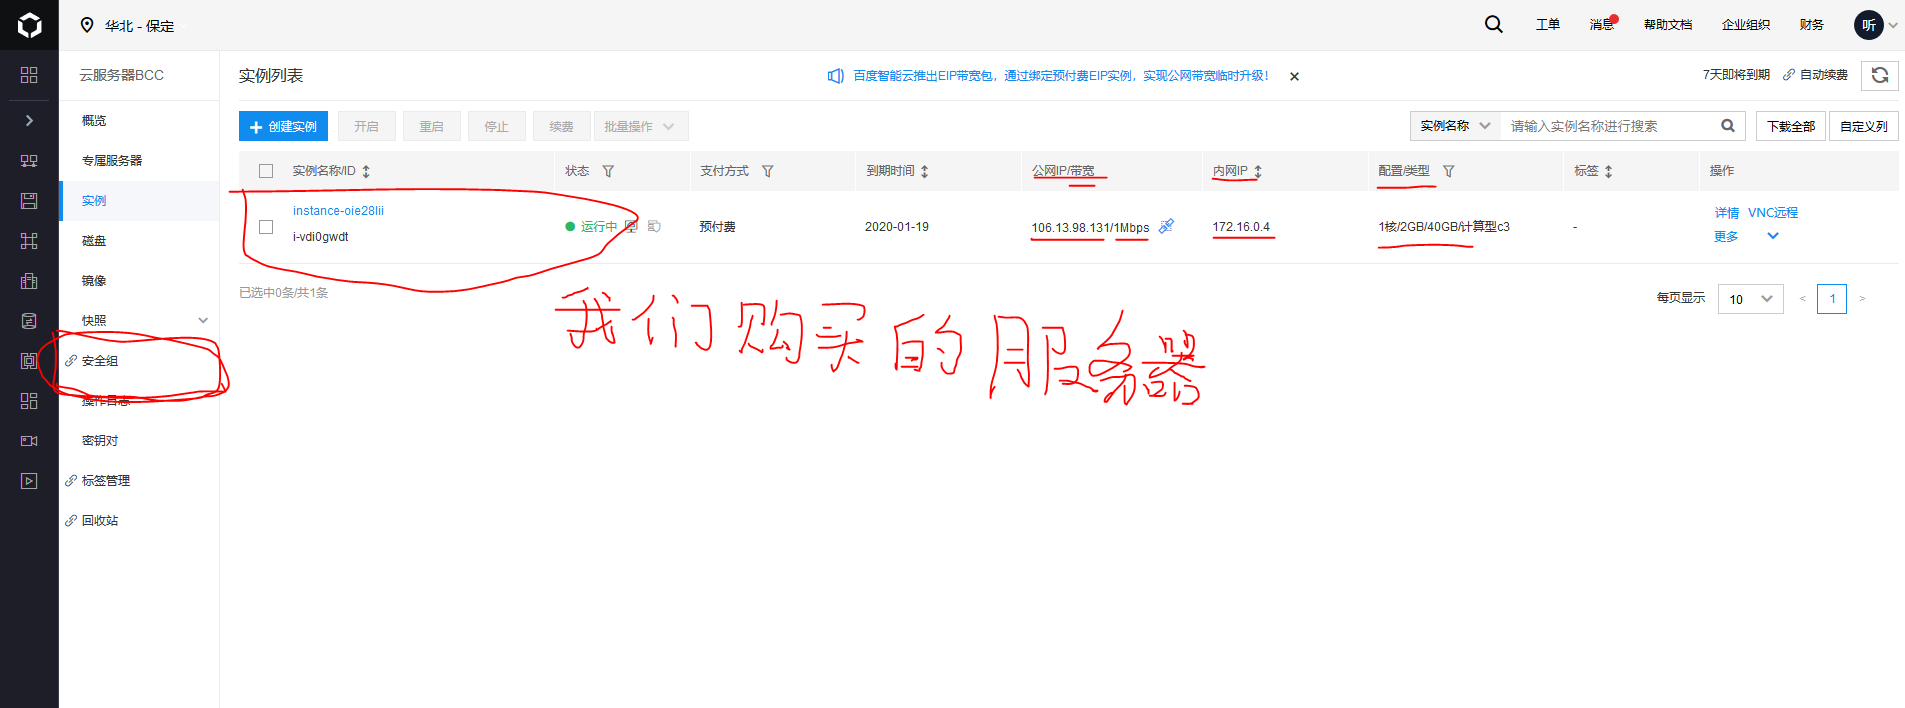 华北 - 保定
工单 消息 帮助文档 企业组织 财务 听
云服务器BCC
实例列表
百度智能云推出EIP带宽包，通过绑定预付费EIP实例，实现公网带宽临时升级！
7天即将到期 自动续费
概览
专属服务器
实例
磁盘
镜像
快照
安全组
操作日志
密钥对
标签管理
回收站
创建实例 开启 重启 停止 续费 批量操作
实例名称 请输入实例名称进行搜索 下载全部 自定义列
实例名称/ID 状态 支付方式 到期时间 公网IP/带宽 内网IP 配置/类型 标签 操作
instance-oie28lii
i-vdi0gwdt
运行中 预付费 2020-01-19 106.13.98.131/1Mbps 172.16.0.4 1核/2GB/40GB/计算型c3 -
详情 VNC远程
更多
已选中0条/共1条
每页显示 10 < 1 >
我们购买的服务器